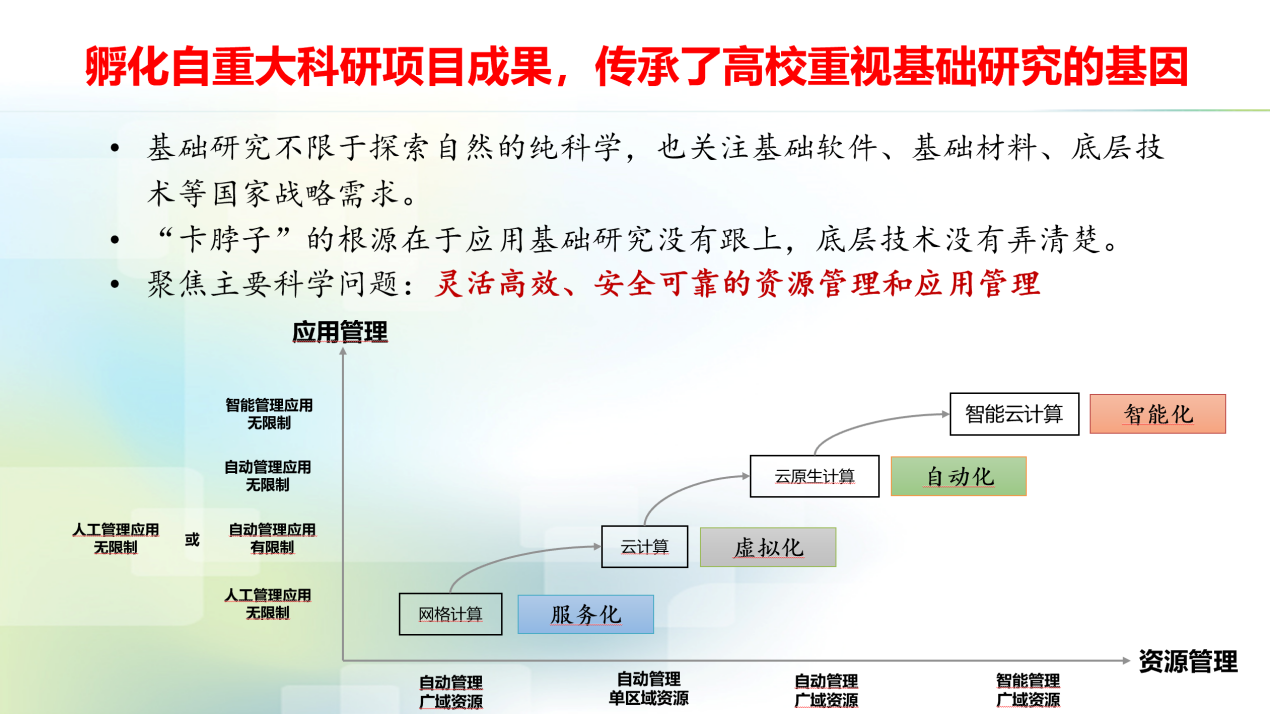 孵化自重大科研项目成果，传承了高校重视基础研究的基因
• 基础研究不限于探索自然的纯科学，也关注基础软件、基础材料、底层技
术等国家战略需求。
• “卡脖子”的根源在于应用基础研究没有跟上，底层技术没有弄清楚。
• 聚焦主要科学问题：灵活高效、安全可靠的资源管理和应用管理
应用管理
智能管理应用
无限制
智能云计算
智能化
自动管理应用
无限制
云原生计算
自动化
人工管理应用
无限制
或
自动管理应用
有限制
云计算
虚拟化
人工管理应用
无限制
网格计算
服务化
资源管理
自动管理
广域资源
自动管理
单区域资源
自动管理
广域资源
智能管理
广域资源